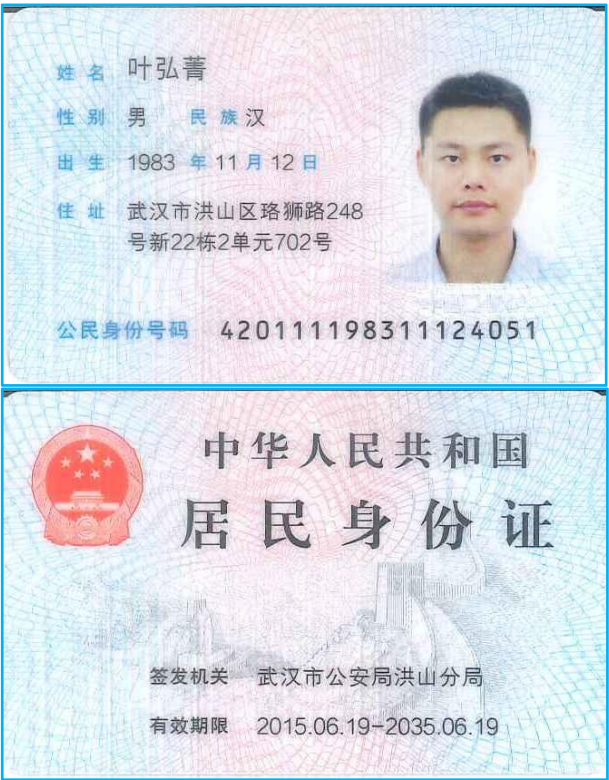 姓名 叶弘菁
性别 男 民族 汉
出生 1983 年 11 月 12 日
住址 武汉市洪山区珞狮路248
号新22栋2单元702号
公民身份号码 420111198311124051
中华人民共和国
居民身份证
签发机关 武汉市公安局洪山分局
有效期限 2015.06.19-2035.06.19